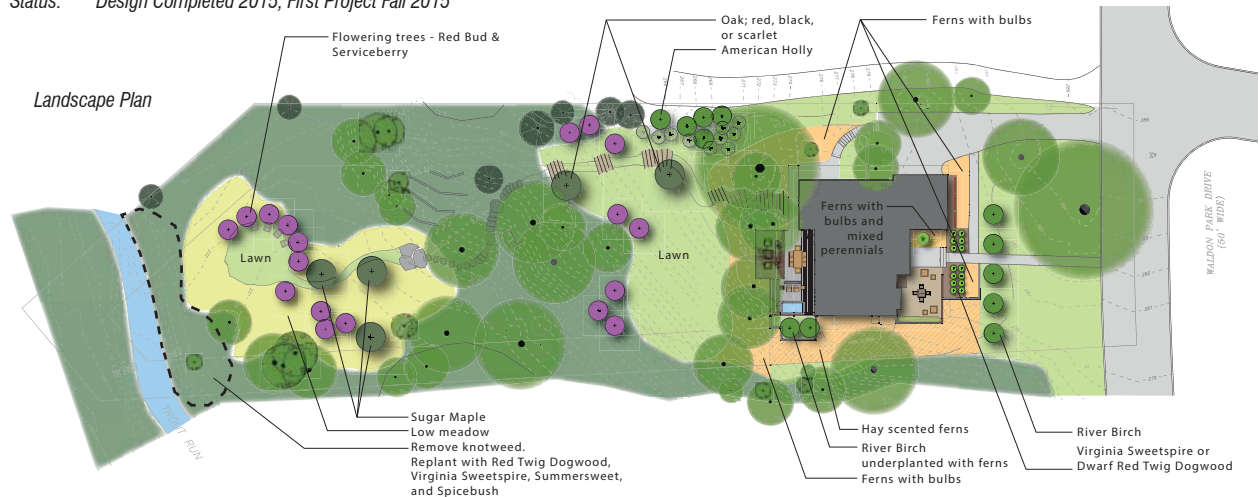 Status: Design Completed 2015, First Project Fall 2015
Landscape Plan
Flowering trees - Red Bud &
Serviceberry
Oak; red, black,
or scarlet
American Holly
Ferns with bulbs
Ferns with
bulbs and
mixed
perennials
Lawn
Lawn
WALDON PARK DRIVE
(50' WIDE)
TROUT RUN
Sugar Maple
Low meadow
Remove knotweed.
Replant with Red Twig Dogwood,
Virginia Sweetspire, Summersweet,
and Spicebush
Hay scented ferns
River Birch
underplanted with ferns
Ferns with bulbs
River Birch
Virginia Sweetspire or
Dwarf Red Twig Dogwood